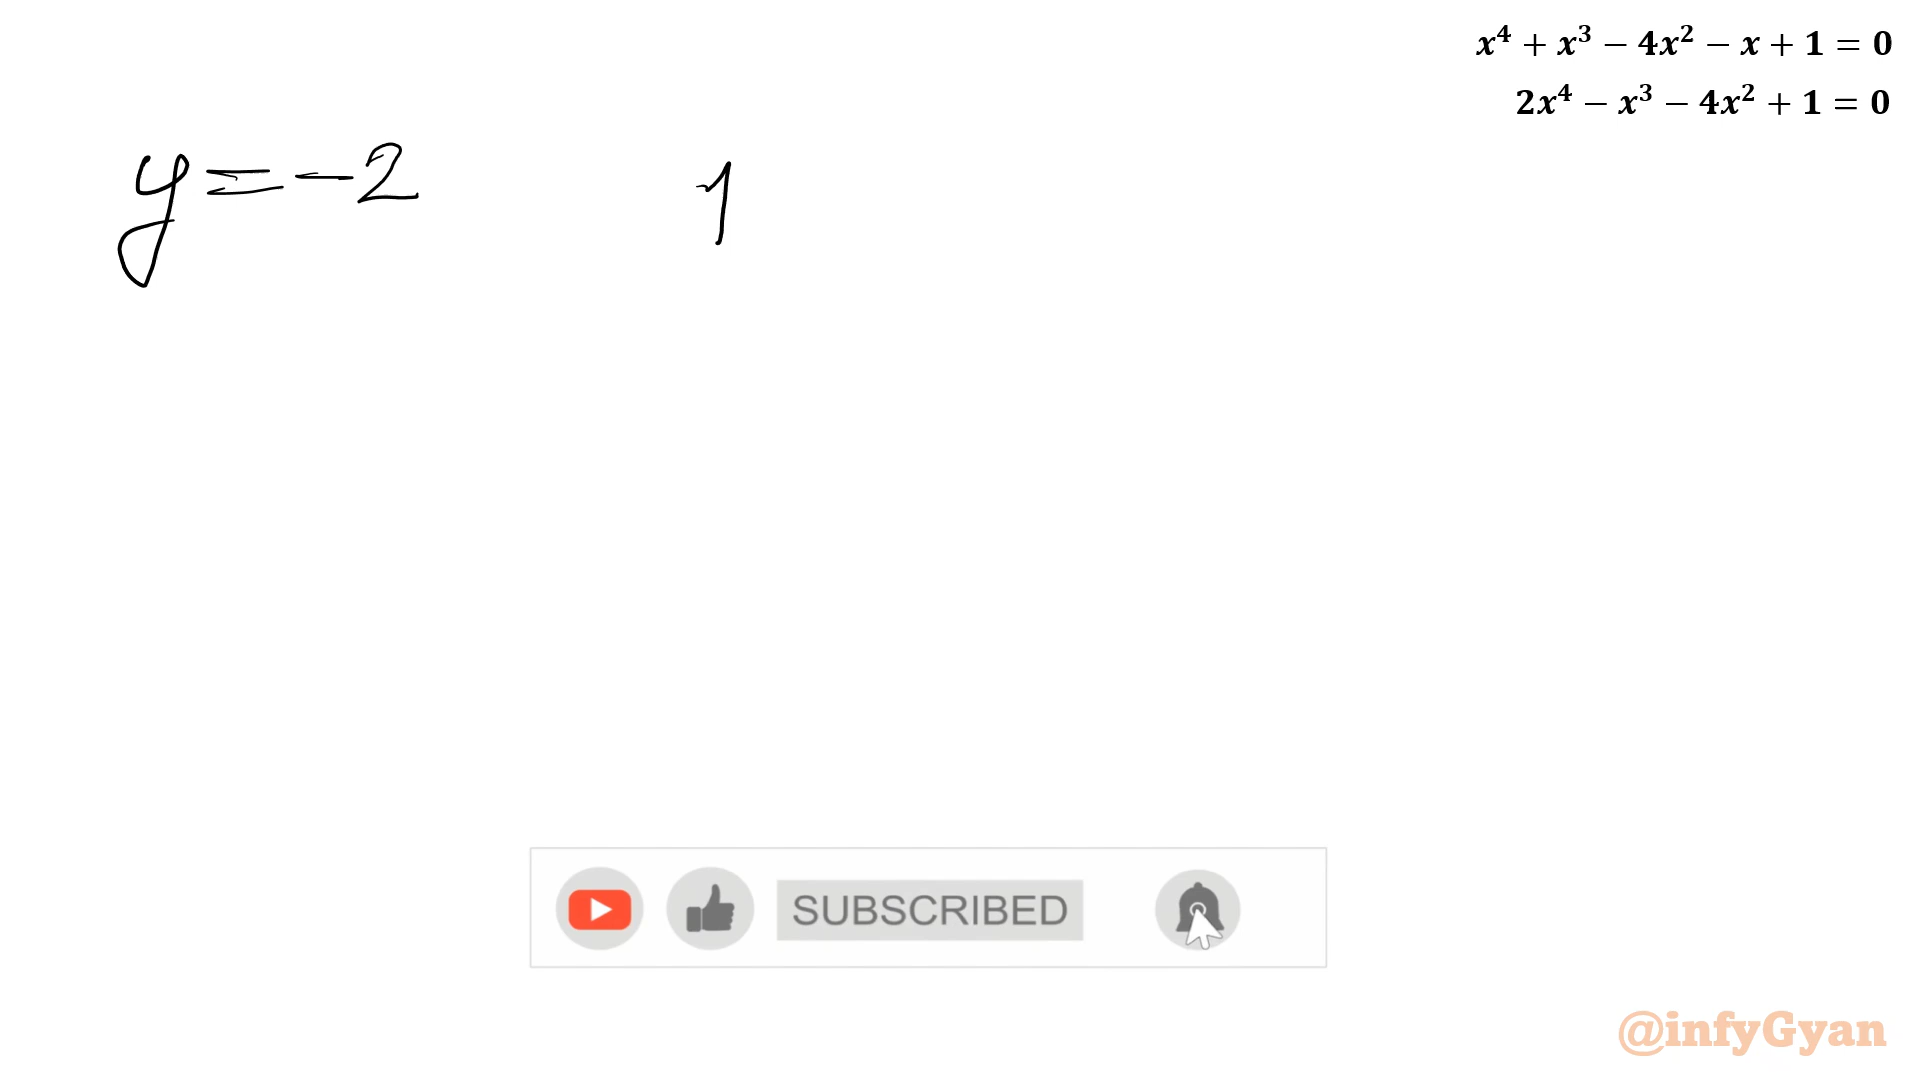 x⁴ + x³ − 4x² − x + 1 = 0
2x⁴ − x³ − 4x² + 1 = 0
y = −2 1
SUBSCRIBED
@infyGyan